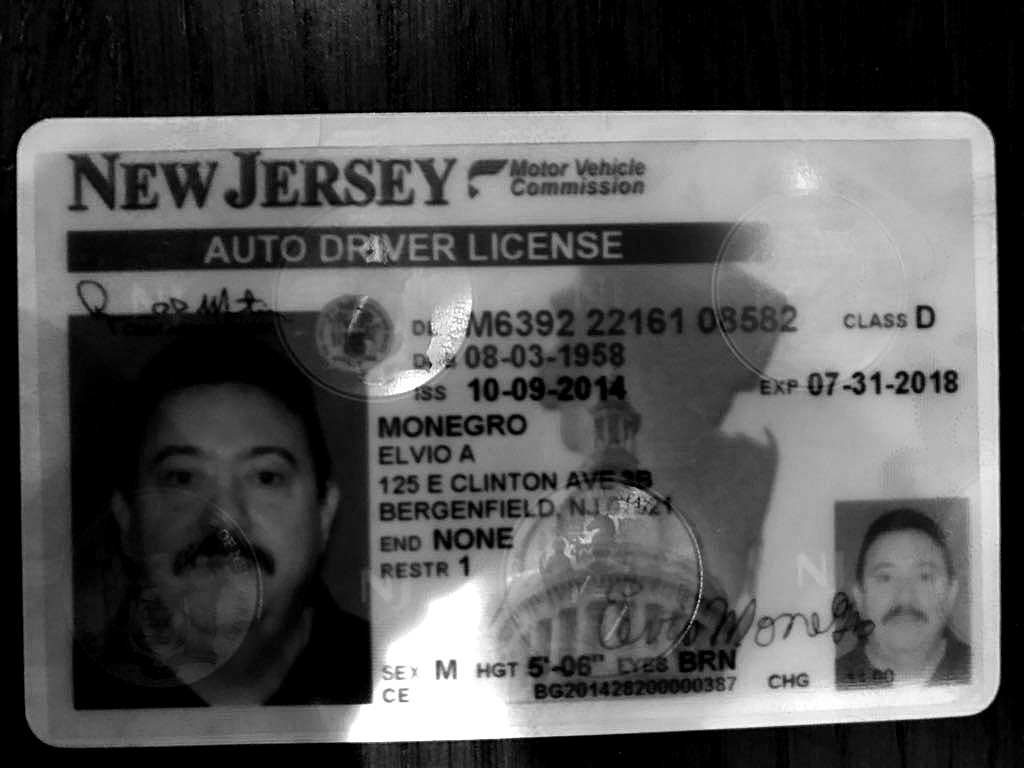 NEW JERSEY Motor Vehicle Commission
AUTO DRIVER LICENSE
DL M6392 22161 08582 CLASS D
DOB 08-03-1958
ISS 10-09-2014 EXP 07-31-2018
MONEGRO
ELVIO A
125 E CLINTON AVE 3B
BERGENFIELD, NJ
END NONE
RESTR 1
NJ
NJ
Elvio Monegro
SEX M HGT 5'-06" EYES BRN
CE BG201428200000387 CHG